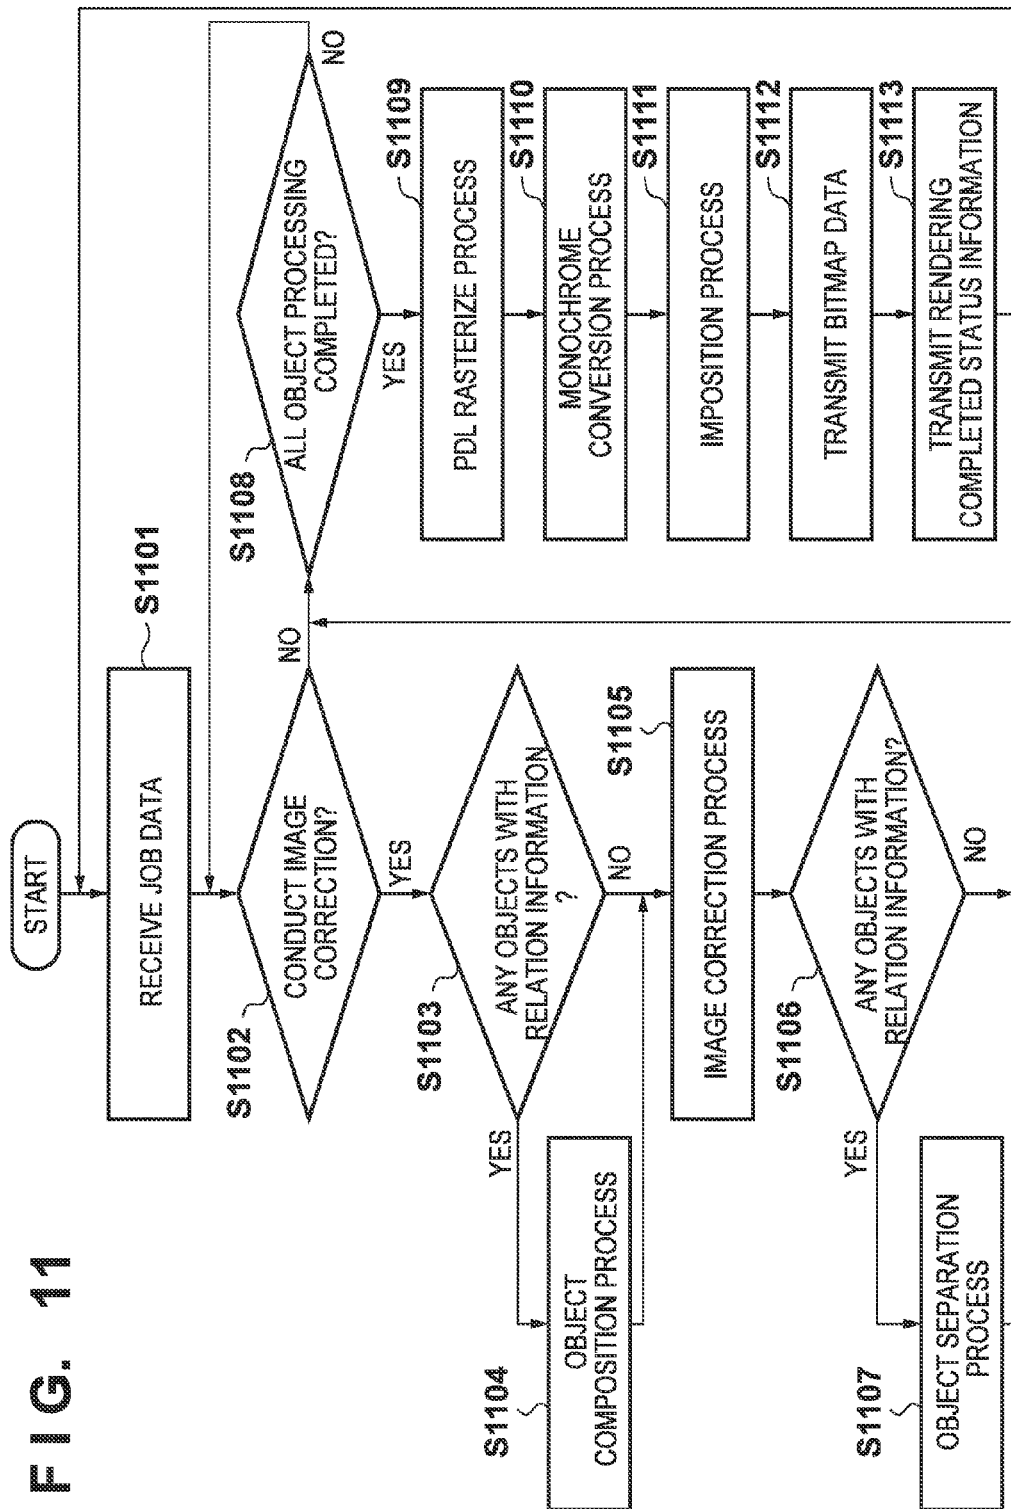 FIG. 11
START
RECEIVE JOB DATA
S1101
CONDUCT IMAGE
CORRECTION?
S1102
NO
YES
ANY OBJECTS WITH
RELATION INFORMATION
?
S1103
YES
NO
OBJECT
COMPOSITION PROCESS
S1104
IMAGE CORRECTION PROCESS
S1105
ANY OBJECTS WITH
RELATION INFORMATION?
S1106
YES
NO
OBJECT SEPARATION
PROCESS
S1107
ALL OBJECT PROCESSING
COMPLETED?
S1108
NO
YES
PDL RASTERIZE PROCESS
S1109
MONOCHROME
CONVERSION PROCESS
S1110
IMPOSITION PROCESS
S1111
TRANSMIT BITMAP DATA
S1112
TRANSMIT RENDERING
COMPLETED STATUS INFORMATION
S1113